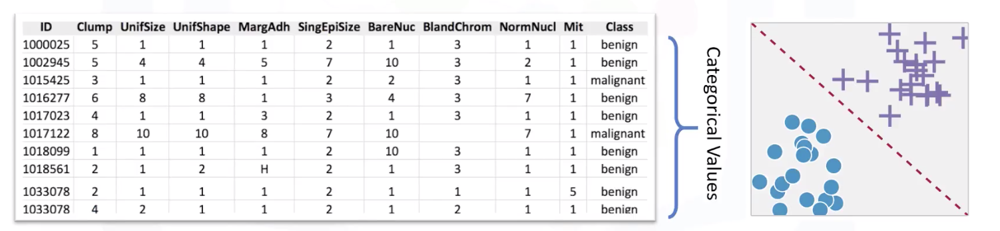 ID Clump UnifSize UnifShape MargAdh SingEpiSize BareNuc BlandChrom NormNucl Mit Class
1000025 5 1 1 1 2 1 3 1 1 benign
1002945 5 4 4 5 7 10 3 2 1 benign
1015425 3 1 1 1 2 2 3 1 1 malignant
1016277 6 8 8 1 3 4 3 7 1 benign
1017023 4 1 1 3 2 1 3 1 1 benign
1017122 8 10 10 8 7 10 7 1 malignant
1018099 1 1 1 1 2 10 3 1 1 benign
1018561 2 1 2 H 2 1 3 1 1 benign
1033078 2 1 1 1 2 1 1 1 5 benign
1033078 4 2 1 1 2 1 2 1 1 benign
Categorical Values